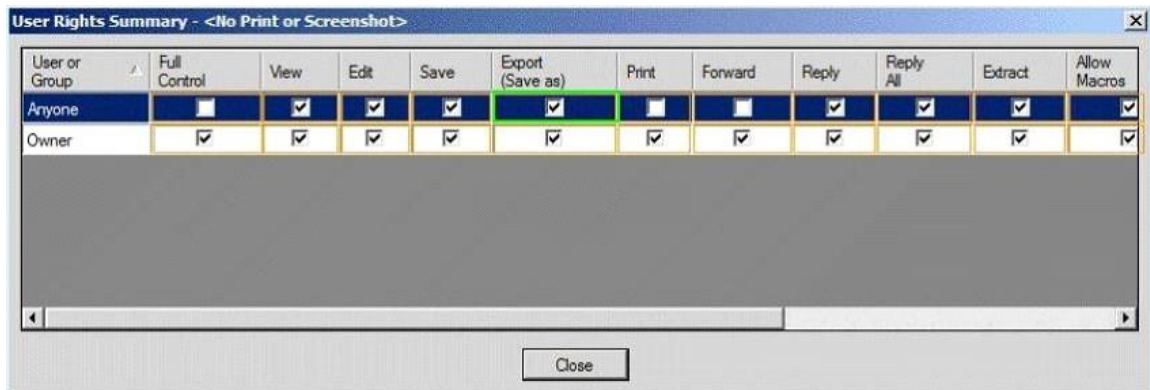 User Rights Summary - <No Print or Screenshot>
User or Group Full Control View Edit Save Export (Save as) Print Forward Reply Reply All Extract Allow Macros
Anyone
Owner
Close